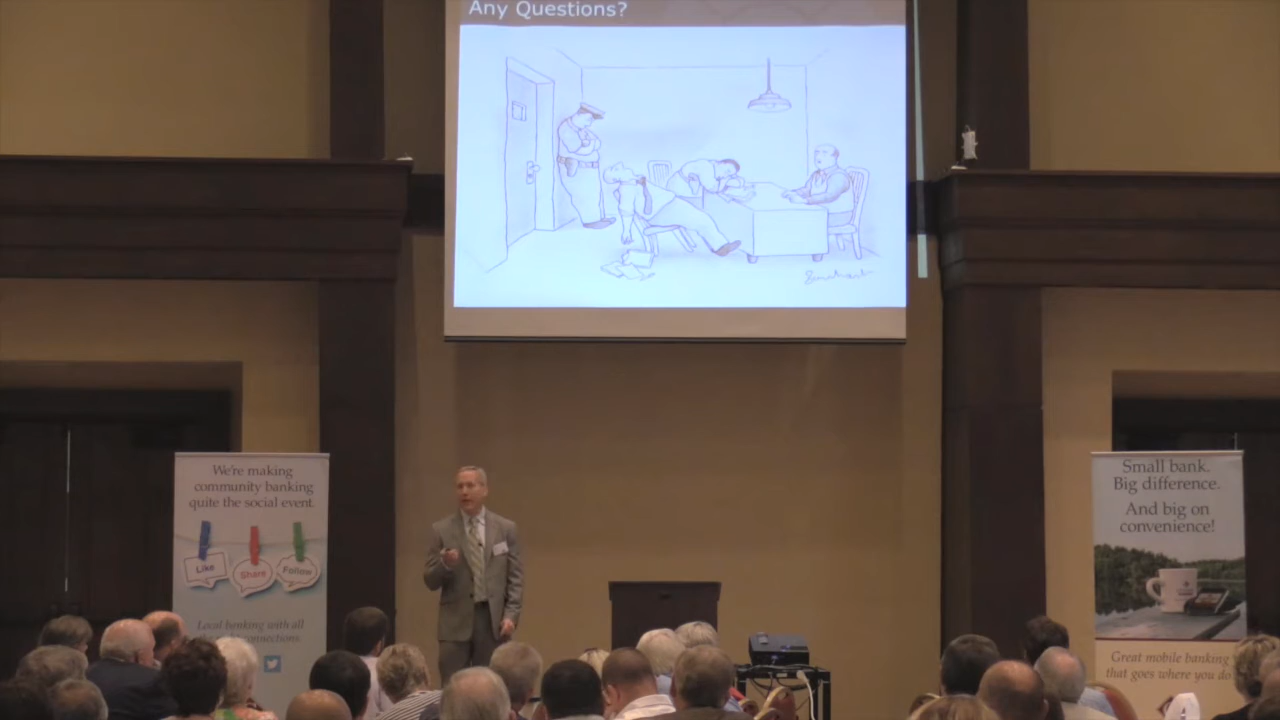 Any Questions?
We're making
community banking
quite the social event.
Like
Share
Follow
Local banking with all
connections.
Small bank.
Big difference.
And big on
convenience!
Great mobile banking
that goes where you do